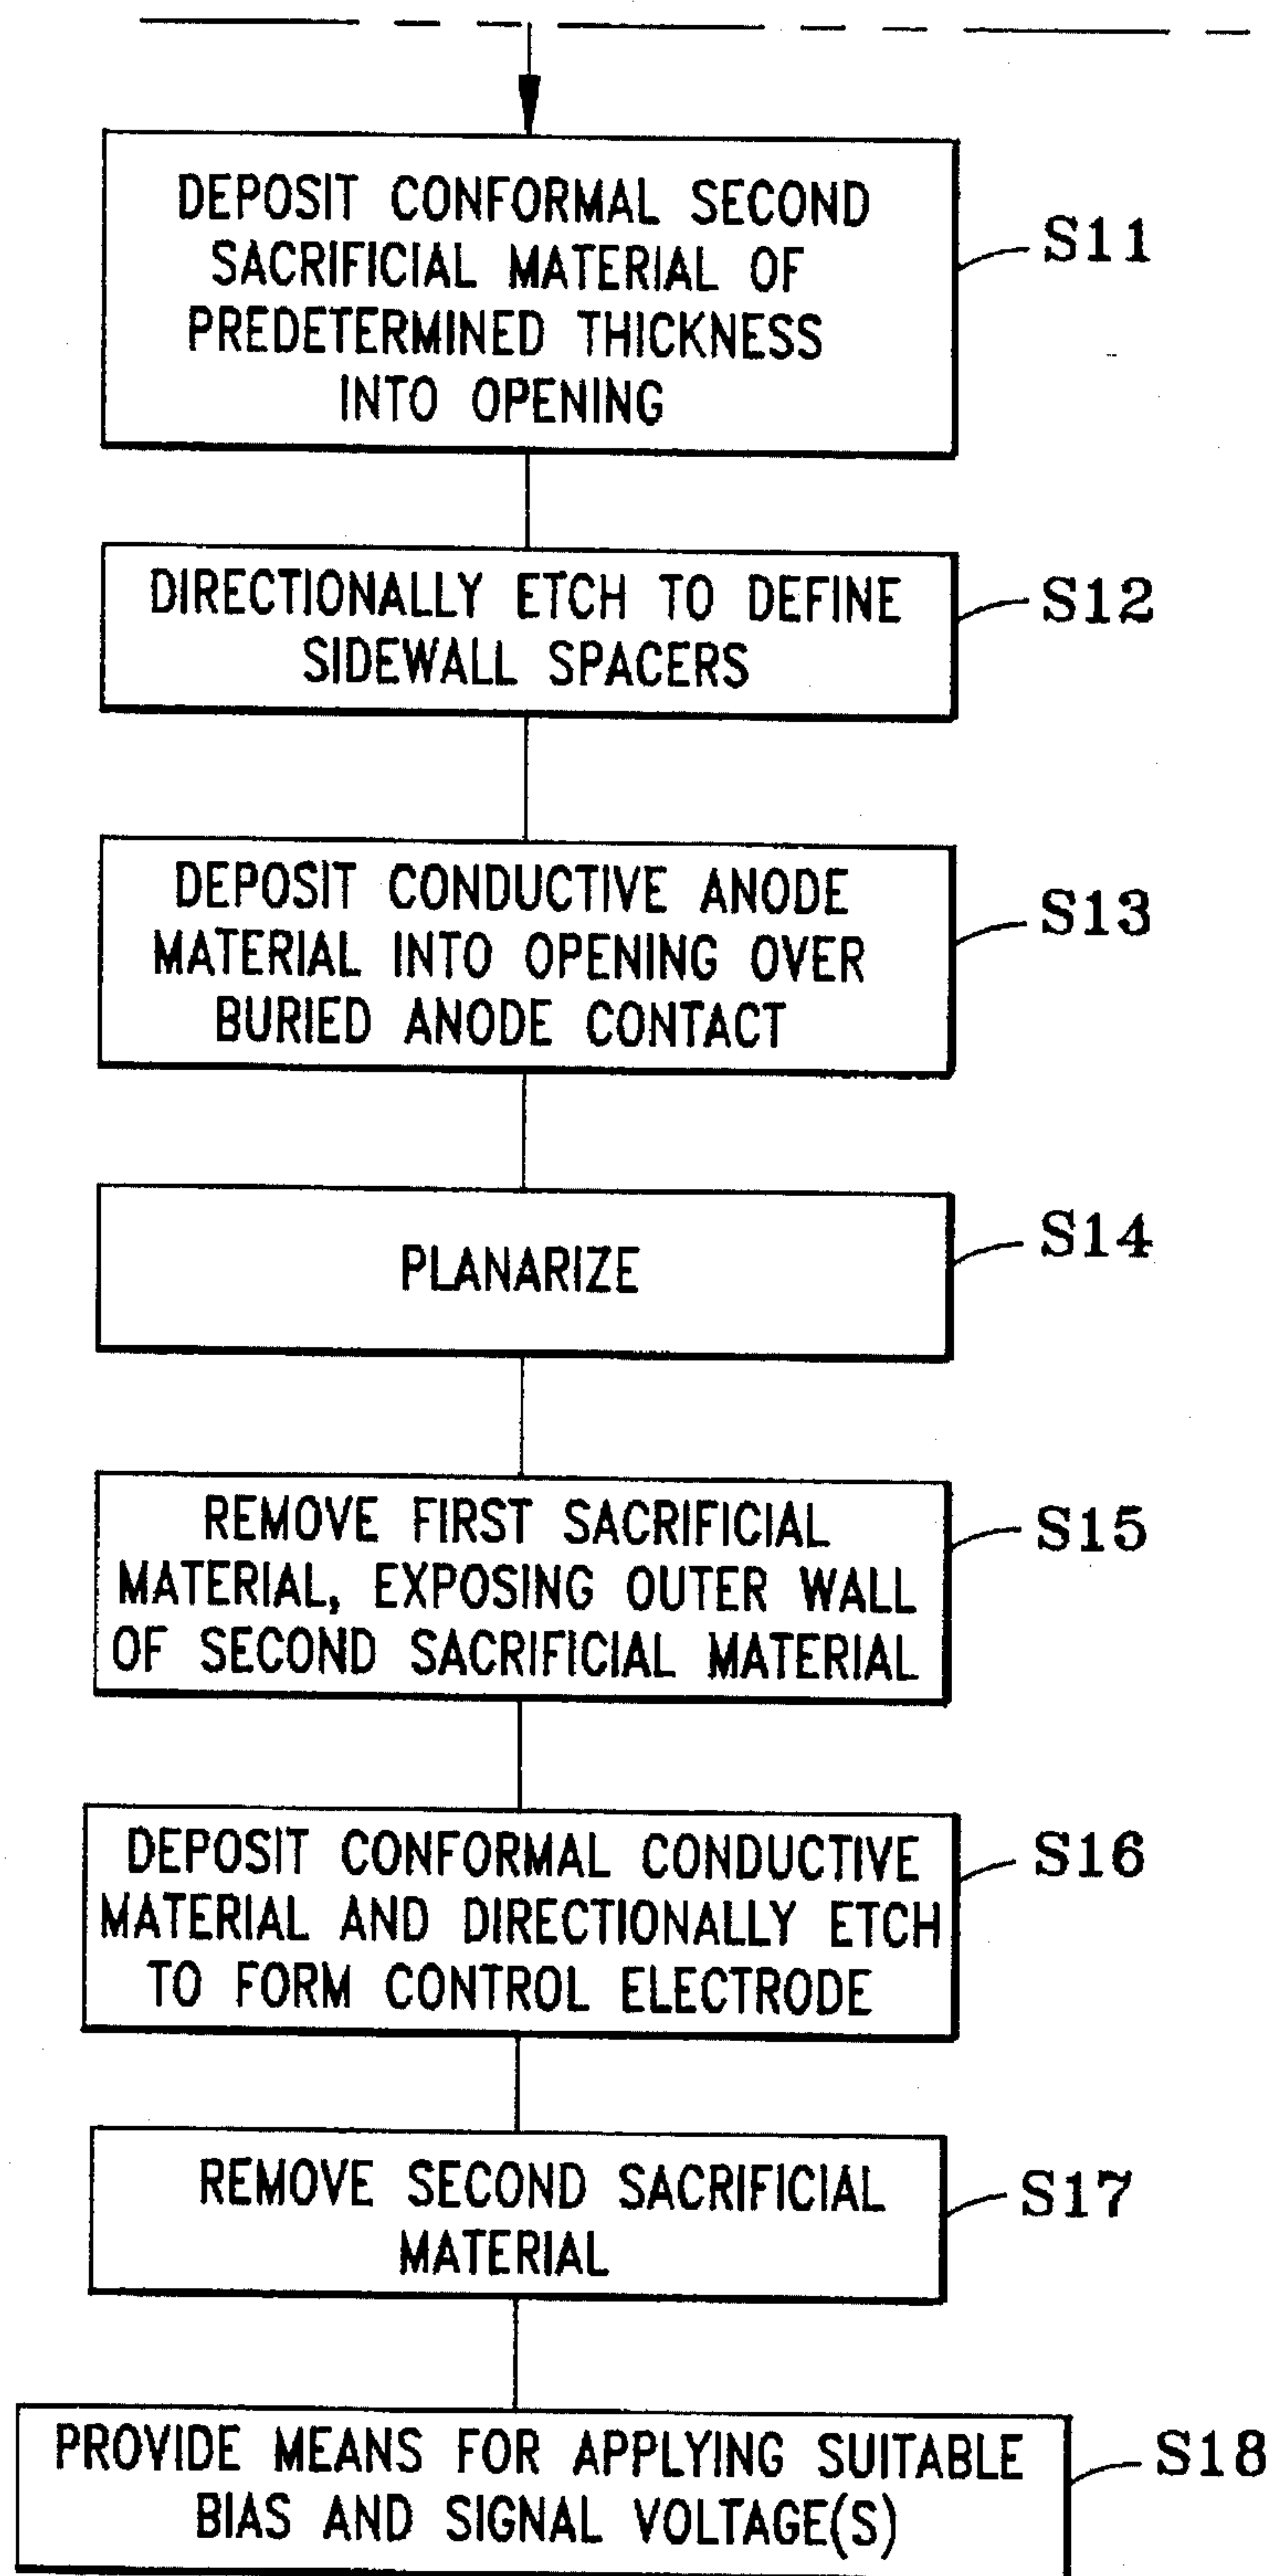 DEPOSIT CONFORMAL SECOND
SACRIFICIAL MATERIAL OF
PREDETERMINED THICKNESS
INTO OPENING
S11
DIRECTIONALLY ETCH TO DEFINE
SIDEWALL SPACERS
S12
DEPOSIT CONDUCTIVE ANODE
MATERIAL INTO OPENING OVER
BURIED ANODE CONTACT
S13
PLANARIZE
S14
REMOVE FIRST SACRIFICIAL
MATERIAL, EXPOSING OUTER WALL
OF SECOND SACRIFICIAL MATERIAL
S15
DEPOSIT CONFORMAL CONDUCTIVE
MATERIAL AND DIRECTIONALLY ETCH
TO FORM CONTROL ELECTRODE
S16
REMOVE SECOND SACRIFICIAL
MATERIAL
S17
PROVIDE MEANS FOR APPLYING SUITABLE
BIAS AND SIGNAL VOLTAGE(S)
S18